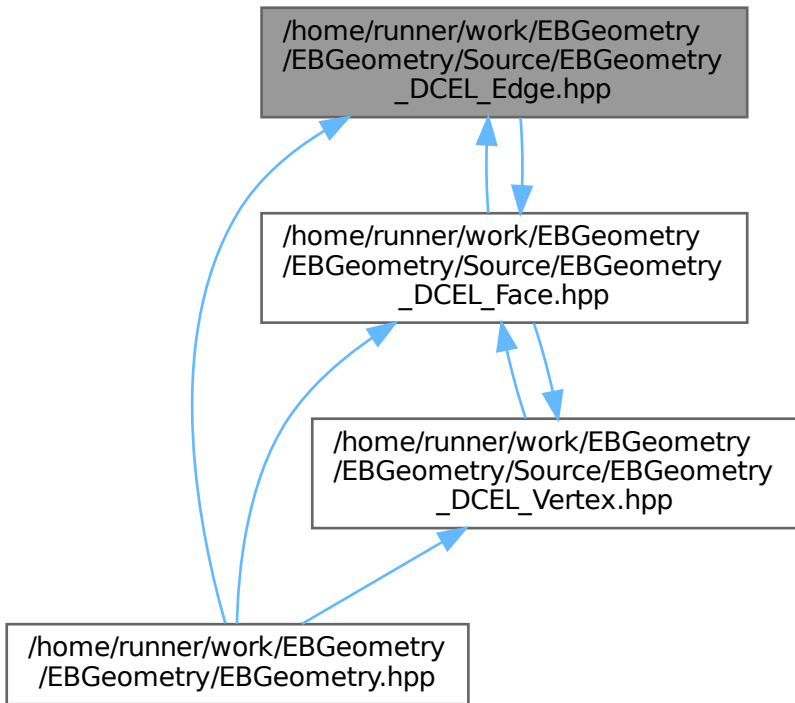 /home/runner/work/EBGeometry
/EBGeometry/Source/EBGeometry
_DCEL_Edge.hpp
/home/runner/work/EBGeometry
/EBGeometry/Source/EBGeometry
_DCEL_Face.hpp
/home/runner/work/EBGeometry
/EBGeometry/Source/EBGeometry
_DCEL_Vertex.hpp
/home/runner/work/EBGeometry
/EBGeometry/EBGeometry.hpp